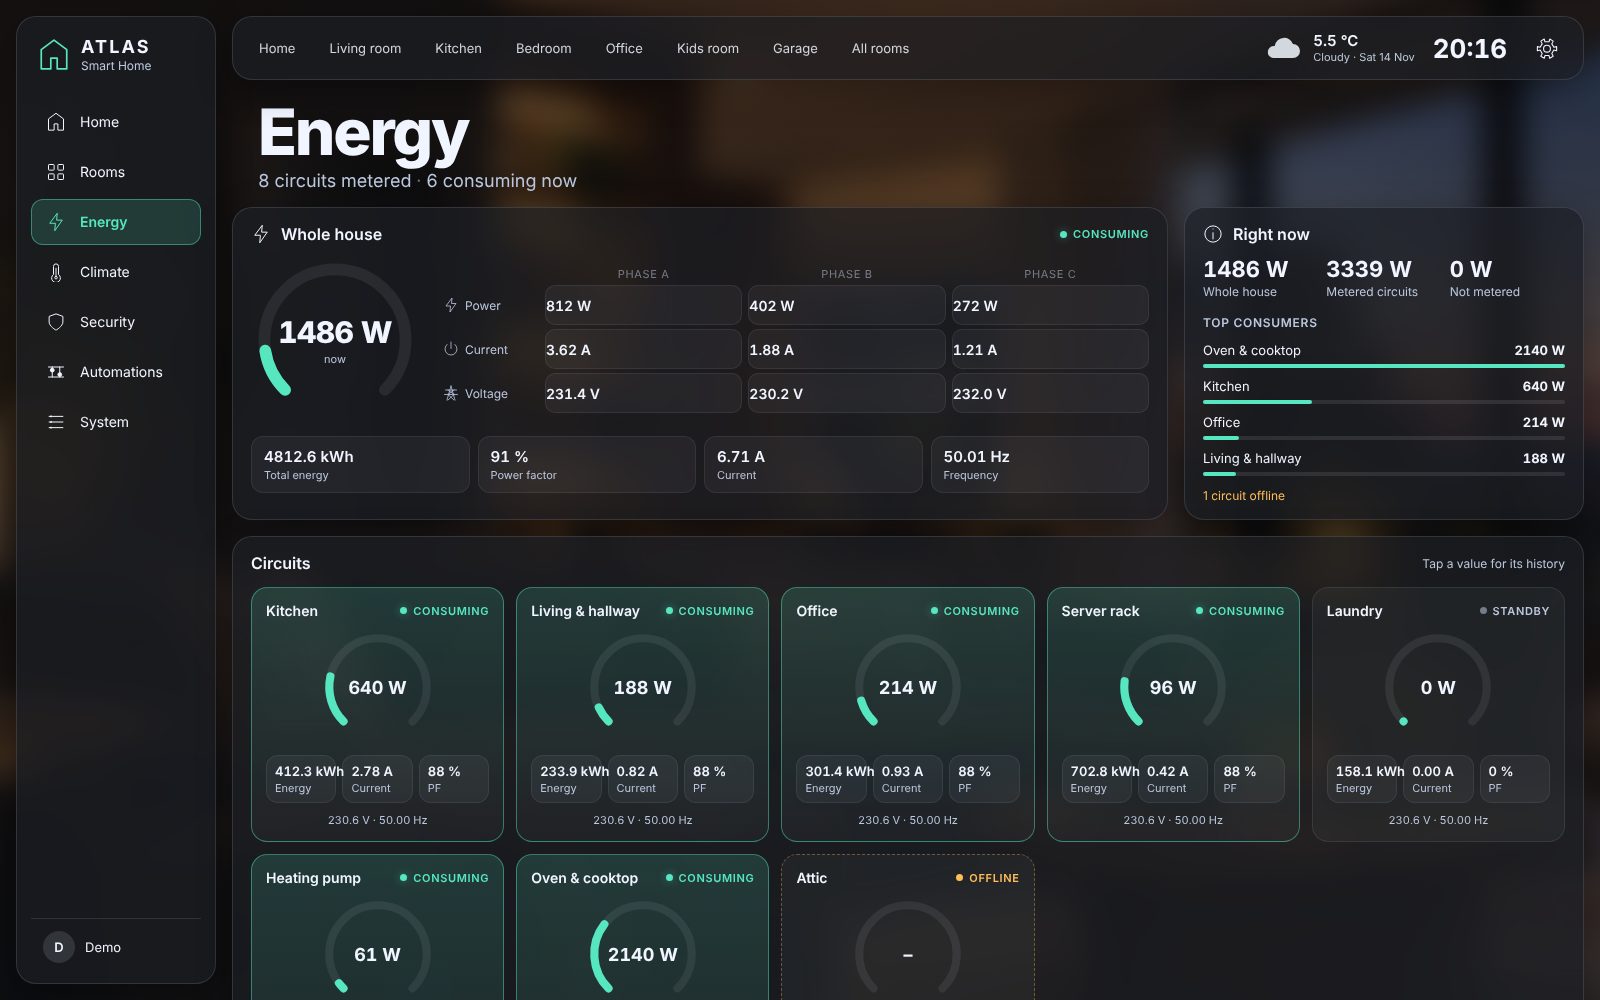 ATLAS
Smart Home
Home
Rooms
Energy
Climate
Security
Automations
System
D Demo
Home Living room Kitchen Bedroom Office Kids room Garage All rooms
5.5 °C
Cloudy · Sat 14 Nov
20:16
Energy
8 circuits metered · 6 consuming now
Whole house CONSUMING
1486 W
now
PHASE A PHASE B PHASE C
Power 812 W 402 W 272 W
Current 3.62 A 1.88 A 1.21 A
Voltage 231.4 V 230.2 V 232.0 V
4812.6 kWh 91 % 6.71 A 50.01 Hz
Total energy Power factor Current Frequency
Right now
1486 W 3339 W 0 W
Whole house Metered circuits Not metered
TOP CONSUMERS
Oven & cooktop 2140 W
Kitchen 640 W
Office 214 W
Living & hallway 188 W
1 circuit offline
Circuits Tap a value for its history
Kitchen CONSUMING
640 W
412.3 kWh 2.78 A 88 %
Energy Current PF
230.6 V · 50.00 Hz
Living & hallway CONSUMING
188 W
233.9 kWh 0.82 A 88 %
Energy Current PF
230.6 V · 50.00 Hz
Office CONSUMING
214 W
301.4 kWh 0.93 A 88 %
Energy Current PF
230.6 V · 50.00 Hz
Server rack CONSUMING
96 W
702.8 kWh 0.42 A 88 %
Energy Current PF
230.6 V · 50.00 Hz
Laundry STANDBY
0 W
158.1 kWh 0.00 A 0 %
Energy Current PF
230.6 V · 50.00 Hz
Heating pump CONSUMING
61 W
Oven & cooktop CONSUMING
2140 W
Attic OFFLINE
–